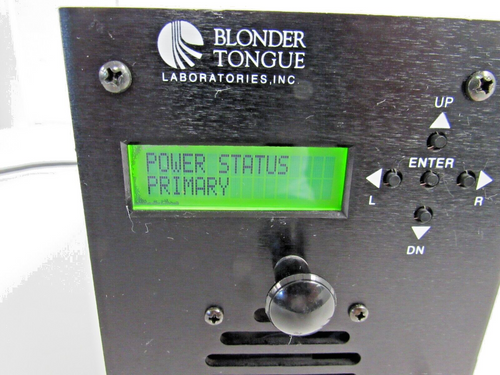 BLONDER
TONGUE
LABORATORIES, INC
UP
POWER STATUS
PRIMARY
ENTER
L
R
DN